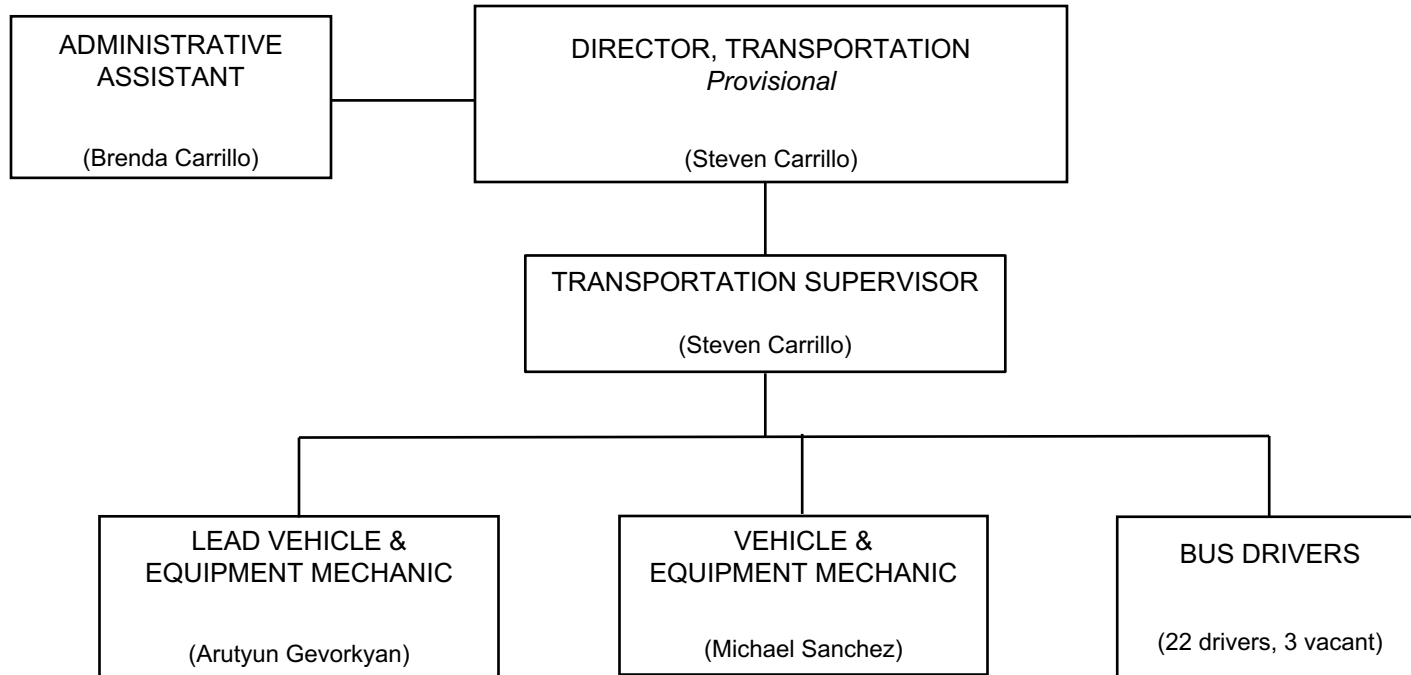 ADMINISTRATIVE
ASSISTANT
(Brenda Carrillo)
DIRECTOR, TRANSPORTATION
Provisional
(Steven Carrillo)
TRANSPORTATION SUPERVISOR
(Steven Carrillo)
LEAD VEHICLE &
EQUIPMENT MECHANIC
(Arutyun Gevorkyan)
VEHICLE &
EQUIPMENT MECHANIC
(Michael Sanchez)
BUS DRIVERS
(22 drivers, 3 vacant)